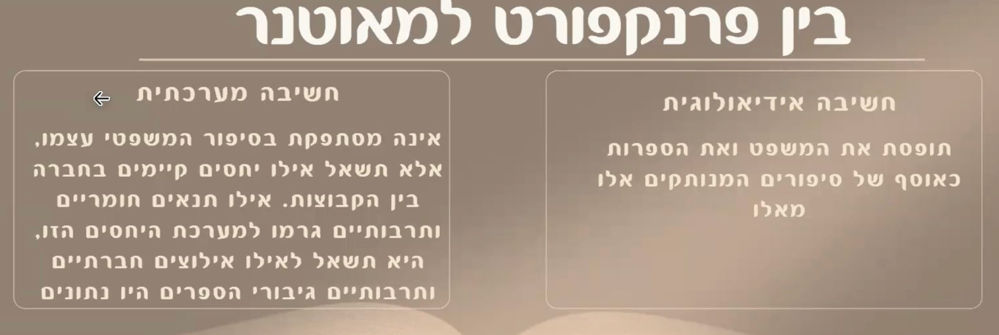 בין פרנקפורט למאוטנר
חשיבה אידיאולוגית
תופסת את המשפט ואת הספרות
כאוסף של סיפורים המנותקים אלו
מאלו
חשיבה מערכתית
אינה מסתפקת בסיפור המשפטי עצמו,
אלא תשאל אילו יחסים קיימים בחברה
בין הקבוצות. אילו תנאים חומריים
ותרבותיים גרמו למערכת היחסים הזו,
היא תשאל לאילו אילוצים חברתיים
ותרבותיים גיבורי הספרים היו נתונים